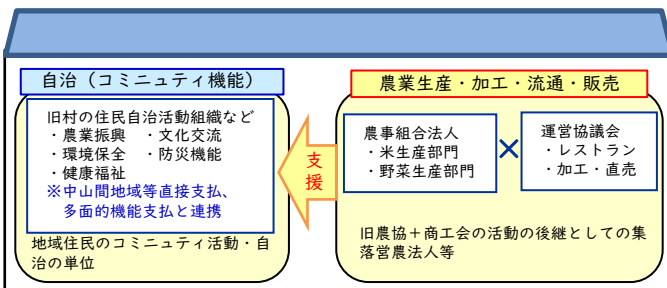 自治（コミュニティ機能）
旧村の住民自治活動組織など
・農業振興　・文化交流
・環境保全　・防災機能
・健康福祉
※中山間地域等直接支払、
多面的機能支払と連携
地域住民のコミュニティ活動・自
治の単位
支援
農業生産・加工・流通・販売
農事組合法人
・米生産部門
・野菜生産部門
×
運営協議会
・レストラン
・加工・直売
旧農協＋商工会の活動の後継としての集
落営農法人等